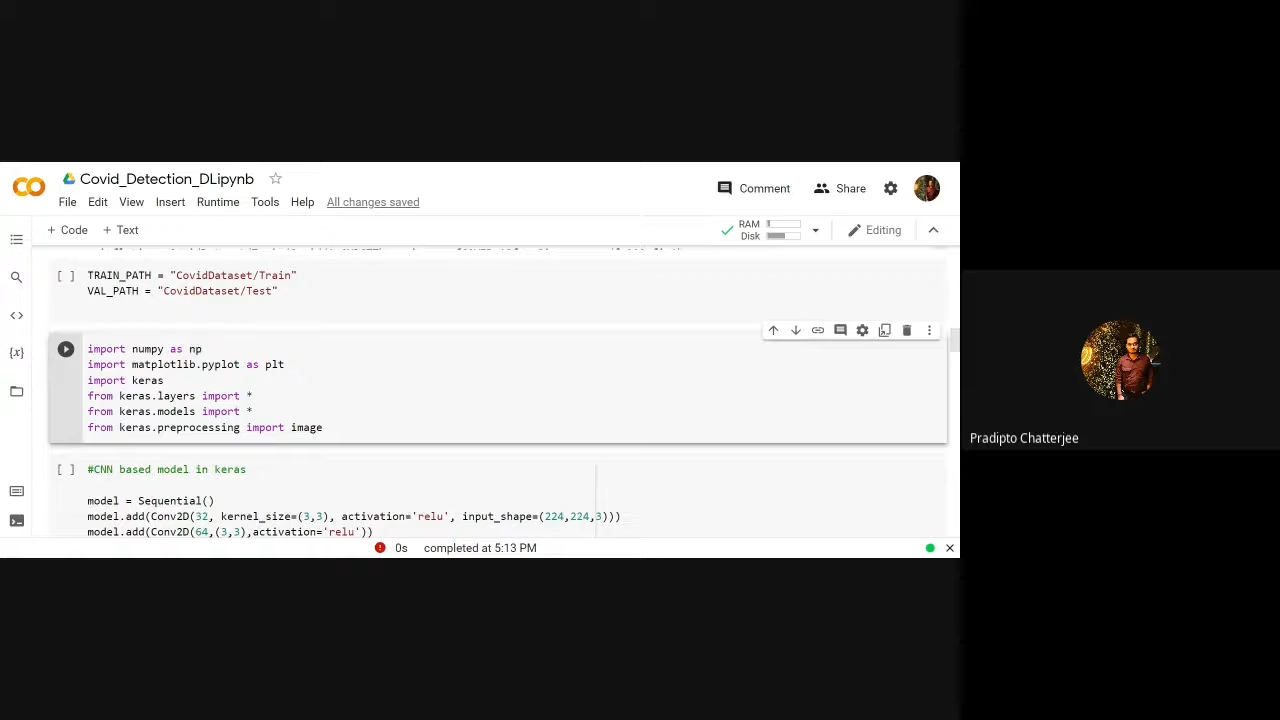 Covid_Detection_DL.ipynb
File Edit View Insert Runtime Tools Help All changes saved
Comment
Share
+ Code + Text
RAM
Disk
Editing
[ ] TRAIN_PATH = "CovidDataset/Train"
VAL_PATH = "CovidDataset/Test"
import numpy as np
import matplotlib.pyplot as plt
import keras
from keras.layers import *
from keras.models import *
from keras.preprocessing import image
[ ] #CNN based model in keras
model = Sequential()
model.add(Conv2D(32, kernel_size=(3,3), activation='relu', input_shape=(224,224,3)))
model.add(Conv2D(64,(3,3),activation='relu'))
0s completed at 5:13 PM
Pradipto Chatterjee